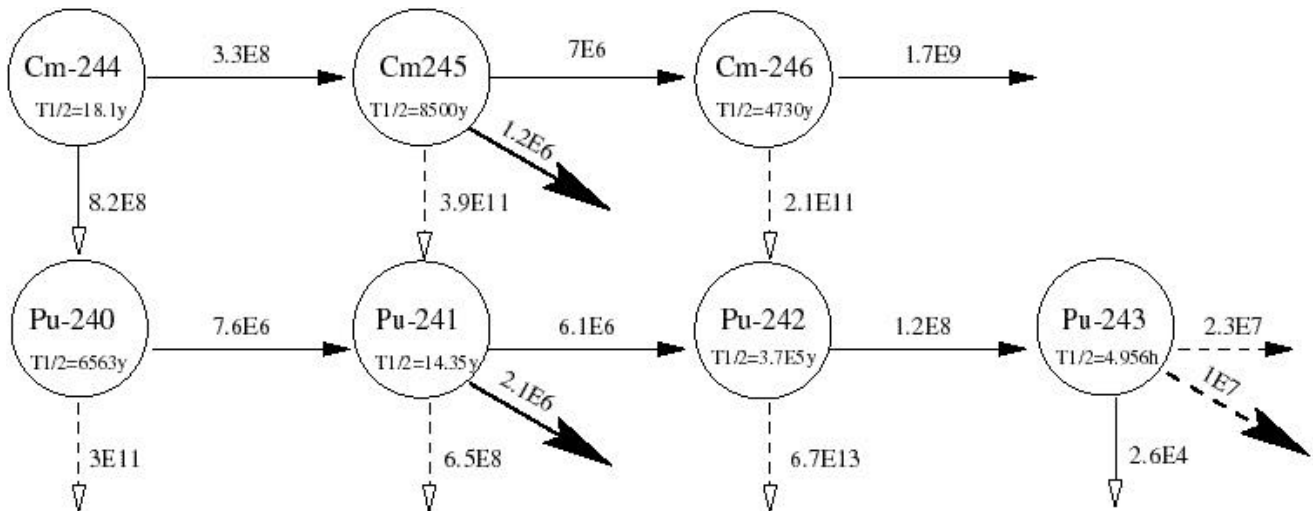 3.3E8
7E6
1.7E9
Cm-244
Cm245
Cm-246
T1/2=18.1y
T1/2=8500y
T1/2=4730y
1.2E6
8.2E8
3.9E11
2.1E11
Pu-240
7.6E6
Pu-241
6.1E6
Pu-242
1.2E8
Pu-243
2.3E7
T1/2=6563y
T1/2=14.35y
T1/2=3.7E5y
T1/2=4.956h
2.1E6
1E7
3E11
6.5E8
6.7E13
2.6E4